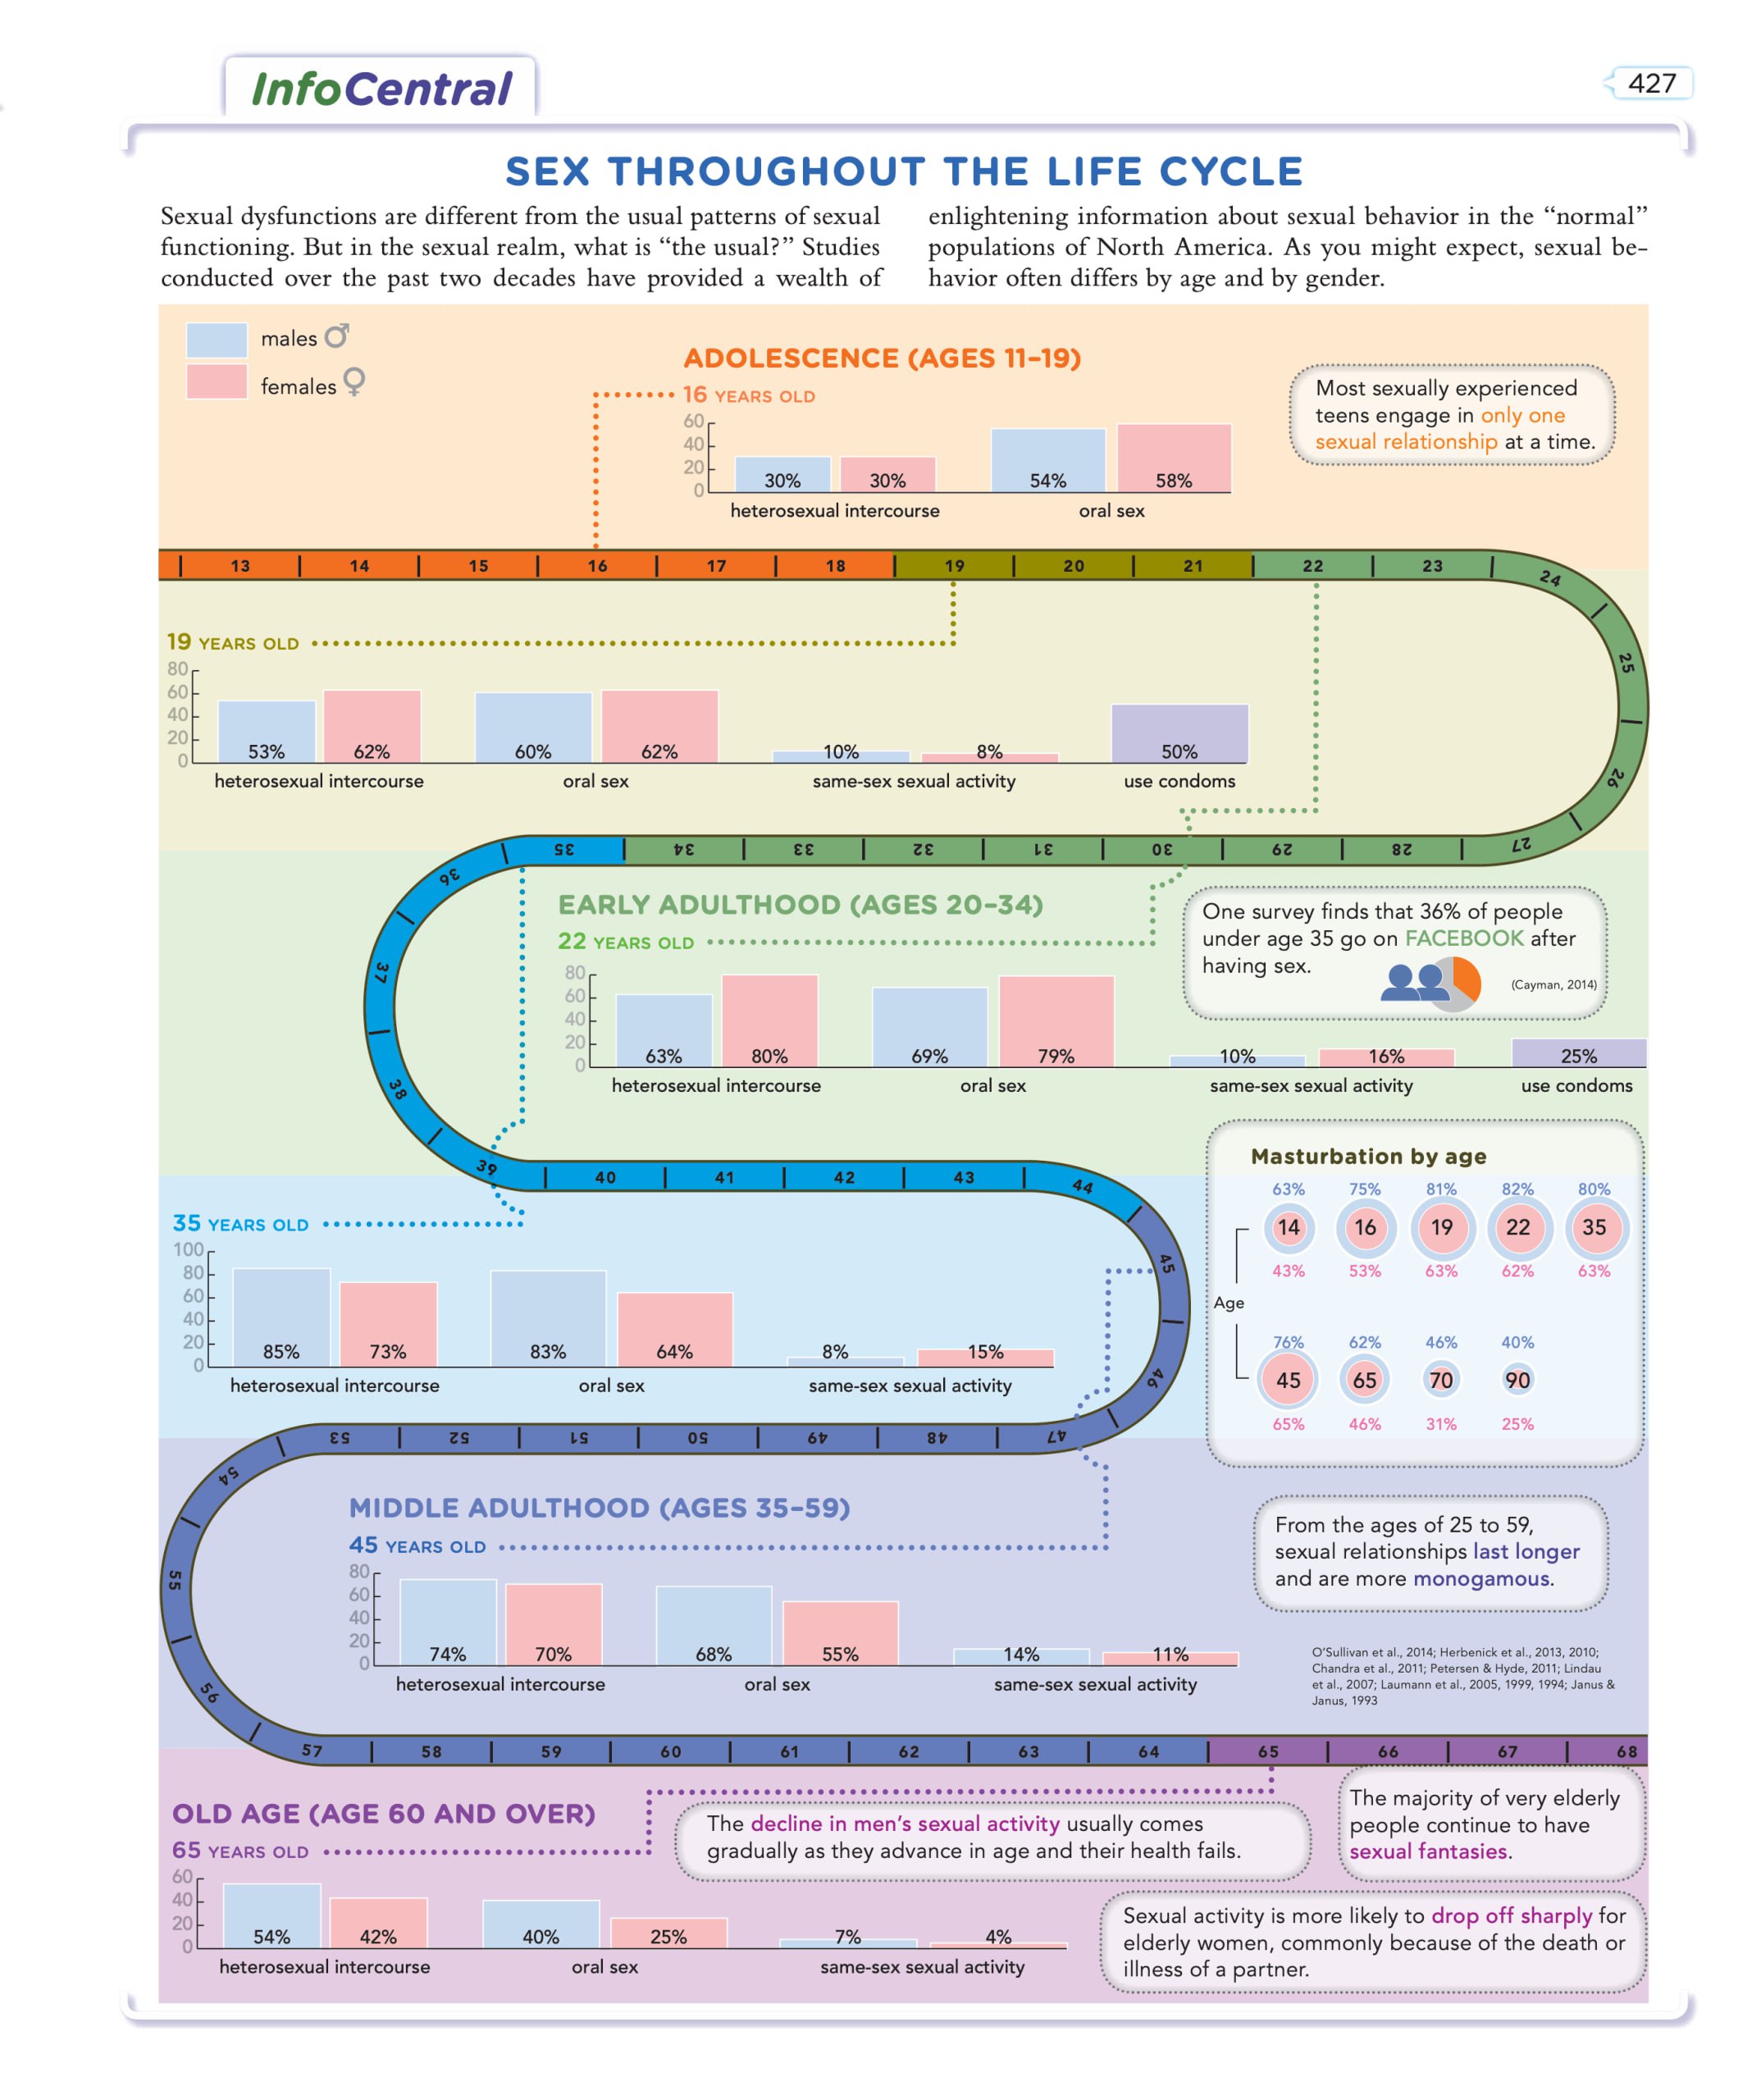 InfoCentral
427
SEX THROUGHOUT THE LIFE CYCLE
Sexual dysfunctions are different from the usual patterns of sexual
functioning. But in the sexual realm, what is “the usual?” Studies
conducted over the past two decades have provided a wealth of
enlightening information about sexual behavior in the “normal”
populations of North America. As you might expect, sexual be-
havior often differs by age and by gender.
males ♂
females ♀
ADOLESCENCE (AGES 11–19)
16 YEARS OLD
60
40
20
0
30% 30% 54% 58%
heterosexual intercourse oral sex
Most sexually experienced
teens engage in only one
sexual relationship at a time.
13 14 15 16 17 18 19 20 21 22 23 24
25
26
27
19 YEARS OLD
80
60
40
20
0
53% 62% 60% 62% 10% 8% 50%
heterosexual intercourse oral sex same-sex sexual activity use condoms
35 34 33 32 31 30 29 28
36
37
38
39
EARLY ADULTHOOD (AGES 20–34)
22 YEARS OLD
80
60
40
20
0
63% 80% 69% 79% 10% 16% 25%
heterosexual intercourse oral sex same-sex sexual activity use condoms
One survey finds that 36% of people
under age 35 go on FACEBOOK after
having sex.
(Cayman, 2014)
40 41 42 43 44
45
46
47
Masturbation by age
63% 75% 81% 82% 80%
14 16 19 22 35
43% 53% 63% 62% 63%
Age
76% 62% 46% 40%
45 65 70 90
65% 46% 31% 25%
35 YEARS OLD
100
80
60
40
20
0
85% 73% 83% 64% 8% 15%
heterosexual intercourse oral sex same-sex sexual activity
53 52 51 50 49 48
54
55
56
MIDDLE ADULTHOOD (AGES 35–59)
45 YEARS OLD
80
60
40
20
0
74% 70% 68% 55% 14% 11%
heterosexual intercourse oral sex same-sex sexual activity
From the ages of 25 to 59,
sexual relationships last longer
and are more monogamous.
O’Sullivan et al., 2014; Herbenick et al., 2013, 2010;
Chandra et al., 2011; Petersen & Hyde, 2011; Lindau
et al., 2007; Laumann et al., 2005, 1999, 1994; Janus &
Janus, 1993
57 58 59 60 61 62 63 64 65 66 67 68
OLD AGE (AGE 60 AND OVER)
65 YEARS OLD
60
40
20
0
54% 42% 40% 25% 7% 4%
heterosexual intercourse oral sex same-sex sexual activity
The decline in men’s sexual activity usually comes
gradually as they advance in age and their health fails.
The majority of very elderly
people continue to have
sexual fantasies.
Sexual activity is more likely to drop off sharply for
elderly women, commonly because of the death or
illness of a partner.